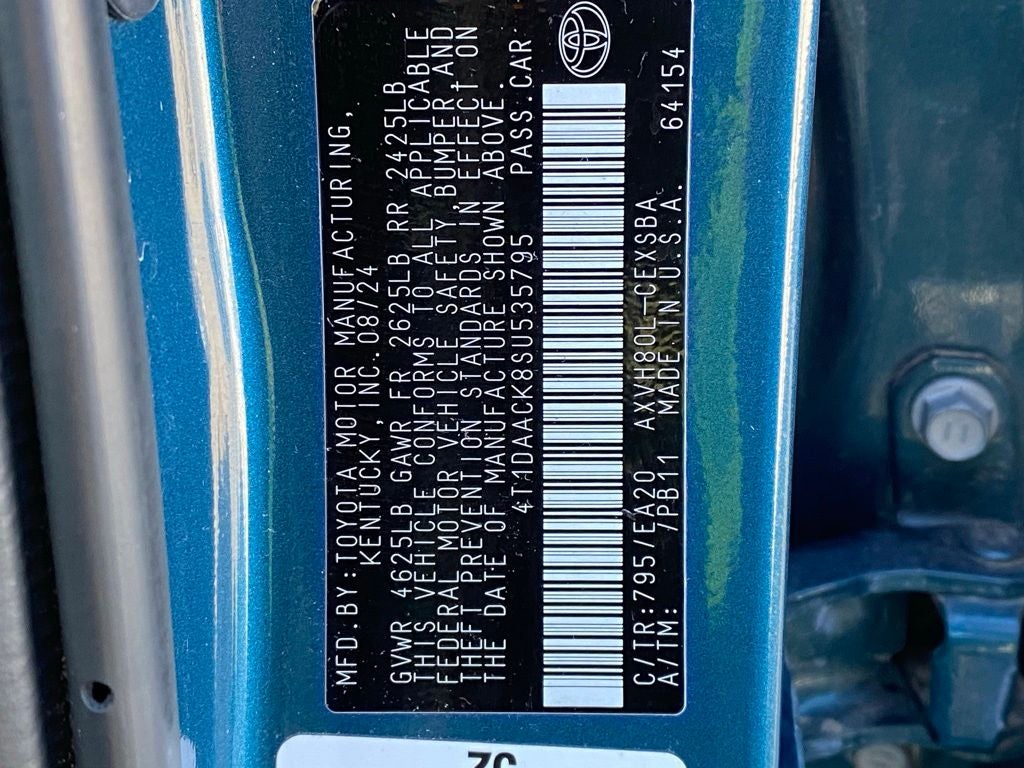 MFD.BY:TOYOTA MOTOR MANUFACTURING,
KENTUCKY,INC. 08/24
GVWR 4625LB GAWR FR 2625LB RR 2425LB
THIS VEHICLE CONFORMS TO ALL APPLICABLE
FEDERAL MOTOR VEHICLE SAFETY,BUMPER,AND
THEFT PREVENTION STANDARDS IN EFFECT ON
THE DATE OF MANUFACTURE SHOWN ABOVE.
4T1DAACK8SU535795 PASS.CAR
C/TR:795/EA20 AXVH80L-CEXSBA
A/TM: /PB11 MADE IN U.S.A. 64154